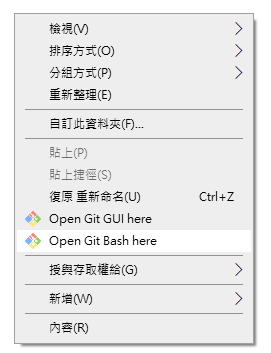 檢視(V)
排序方式(O)
分組方式(P)
重新整理(E)
自訂此資料夾(F)...
貼上(P)
貼上捷徑(S)
復原 重新命名(U) Ctrl+Z
Open Git GUI here
Open Git Bash here
授與存取權給(G)
新增(W)
內容(R)